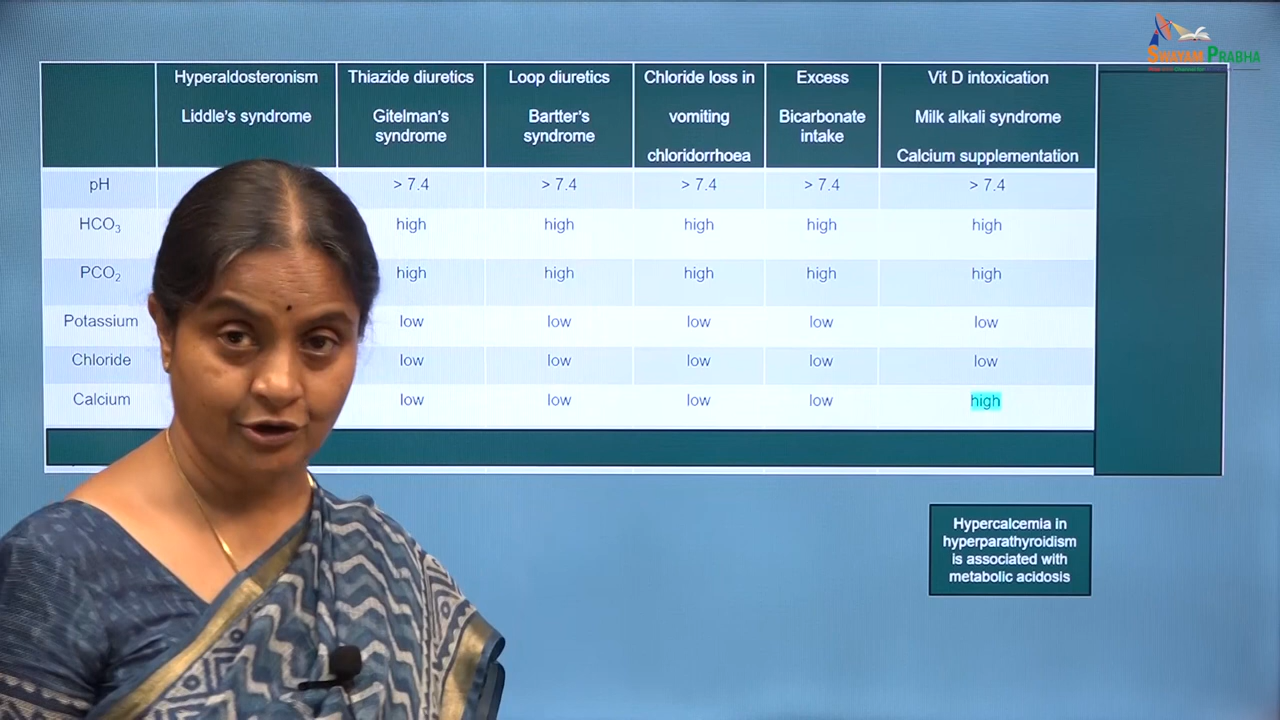 SWAYAM PRABHA
Hyperaldosteronism Thiazide diuretics Loop diuretics Chloride loss in Excess Vit D intoxication
Liddle's syndrome Gitelman's syndrome Bartter's syndrome vomiting Bicarbonate intake Milk alkali syndrome
chloridorrhoea Calcium supplementation
pH > 7.4 > 7.4 > 7.4 > 7.4 > 7.4
HCO3 high high high high high
PCO2 high high high high high
Potassium low low low low low
Chloride low low low low low
Calcium low low low low high
Hypercalcemia in
hyperparathyroidism
is associated with
metabolic acidosis